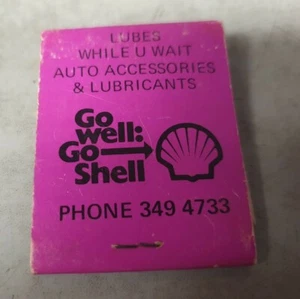 LUBES
WHILE U WAIT
AUTO ACCESSORIES
& LUBRICANTS
Go
well:
Go
Shell
PHONE 349 4733